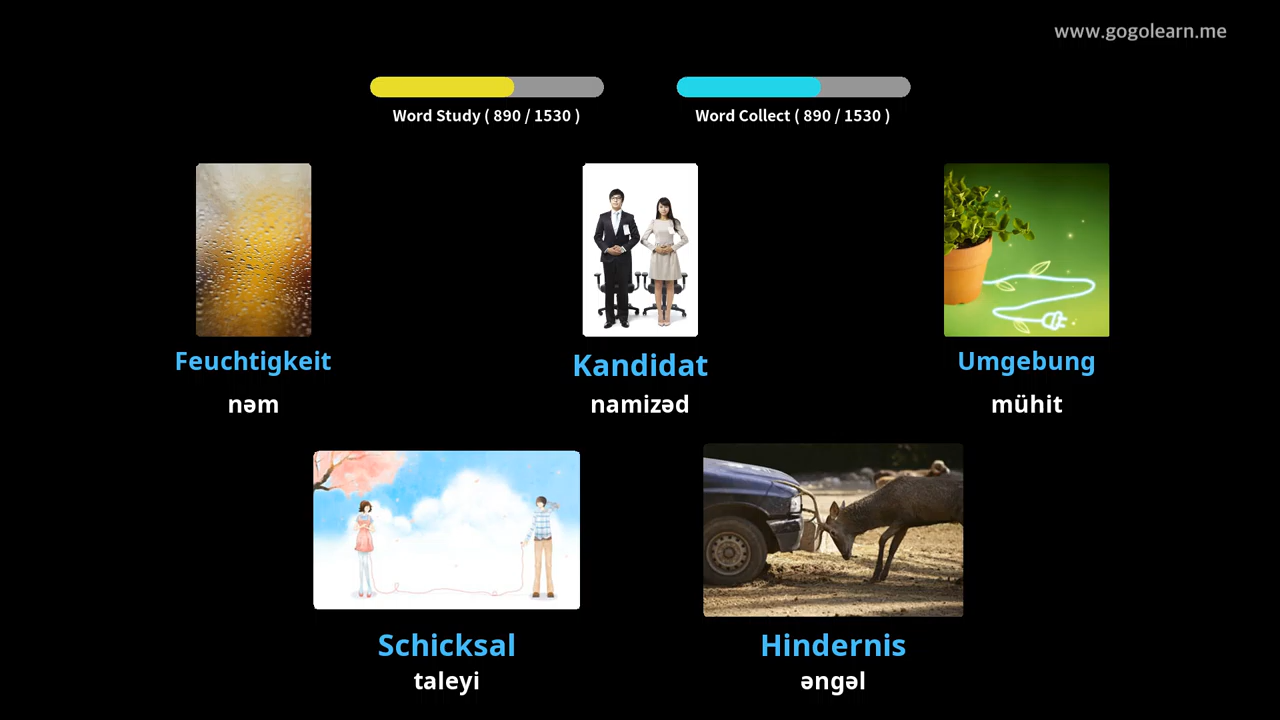 www.gogolearn.me
Word Study ( 890 / 1530 )
Word Collect ( 890 / 1530 )
Feuchtigkeit
nəm
Kandidat
namizəd
Umgebung
mühit
Schicksal
taleyi
Hindernis
əngəl